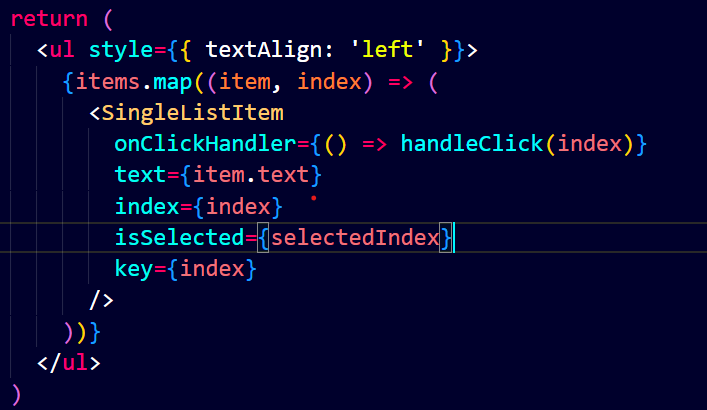 return (
<ul style={{ textAlign: 'left' }}>
{items.map((item, index) => (
<SingleListItem
onClickHandler={() => handleClick(index)}
text={item.text}
index={index}
isSelected={selectedIndex}
key={index}
/>
))}
</ul>
)